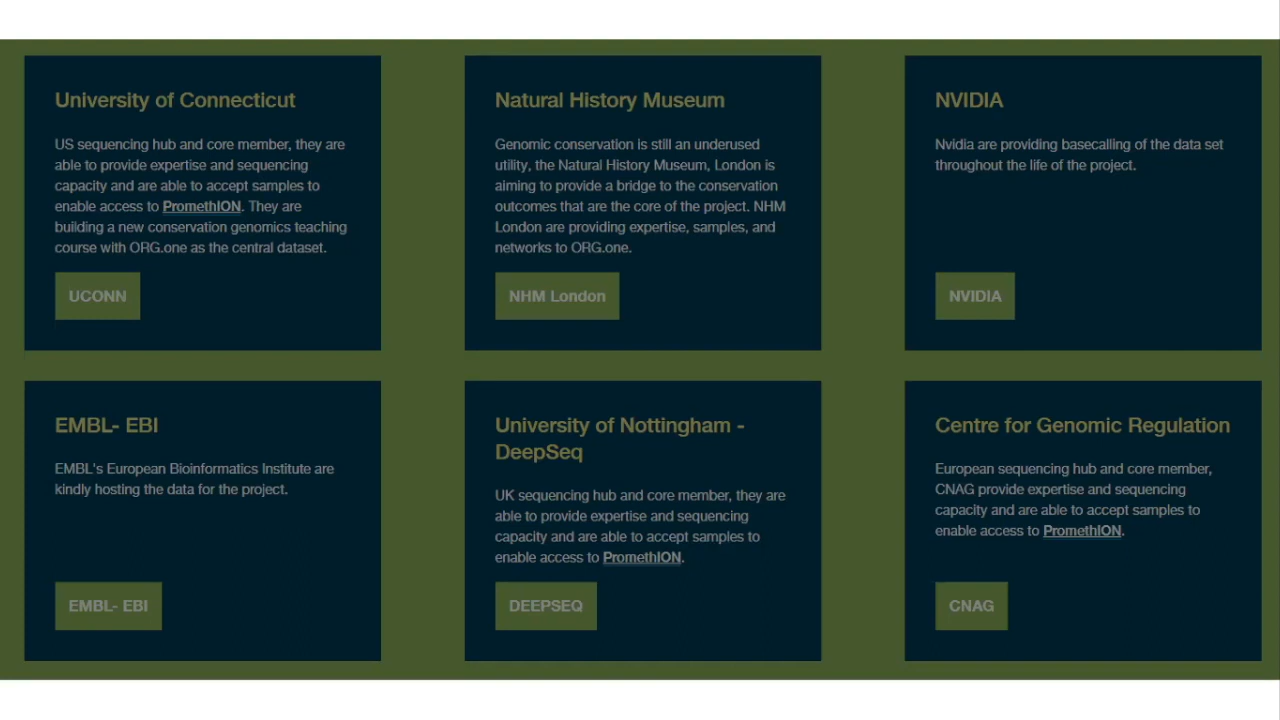 University of Connecticut
US sequencing hub and core member, they are
able to provide expertise and sequencing
capacity and are able to accept samples to
enable access to PromethION. They are
building a new conservation genomics teaching
course with ORG.one as the central dataset.
UCONN
Natural History Museum
Genomic conservation is still an underused
utility, the Natural History Museum, London is
aiming to provide a bridge to the conservation
outcomes that are the core of the project. NHM
London are providing expertise, samples, and
networks to ORG.one.
NHM London
NVIDIA
Nvidia are providing basecalling of the data set
throughout the life of the project.
NVIDIA
EMBL- EBI
EMBL's European Bioinformatics Institute are
kindly hosting the data for the project.
EMBL- EBI
University of Nottingham -
DeepSeq
UK sequencing hub and core member, they are
able to provide expertise and sequencing
capacity and are able to accept samples to
enable access to PromethION.
DEEPSEQ
Centre for Genomic Regulation
European sequencing hub and core member,
CNAG provide expertise and sequencing
capacity and are able to accept samples to
enable access to PromethION.
CNAG